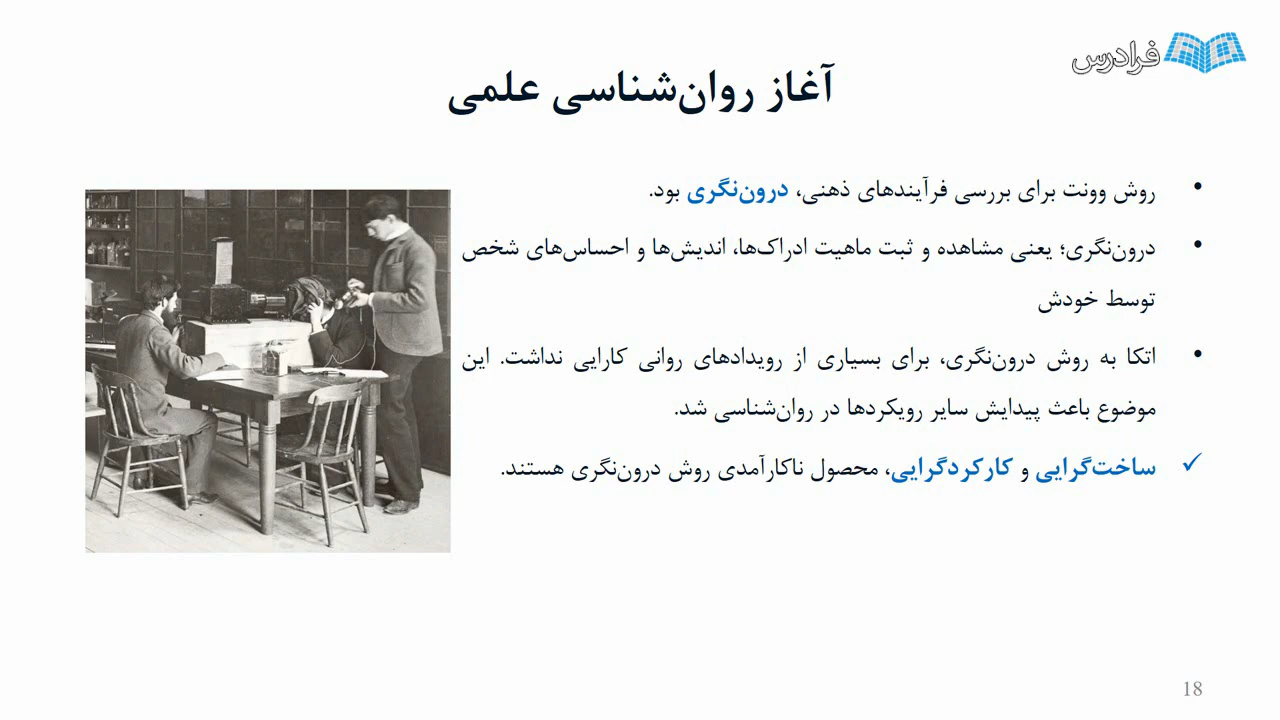 فرادرس
آغاز روان‌شناسی علمی
• روش وونت برای بررسی فرآیندهای ذهنی، درون‌نگری بود.
• درون‌نگری؛ یعنی مشاهده و ثبت ماهیت ادراک‌ها، اندیش‌ها و احساس‌های شخص
توسط خودش
• اتکا به روش درون‌نگری، برای بسیاری از رویدادهای روانی کارایی نداشت. این
موضوع باعث پیدایش سایر رویکردها در روان‌شناسی شد.
✓ ساخت‌گرایی و کارکردگرایی، محصول ناکارآمدی روش درون‌نگری هستند.
18